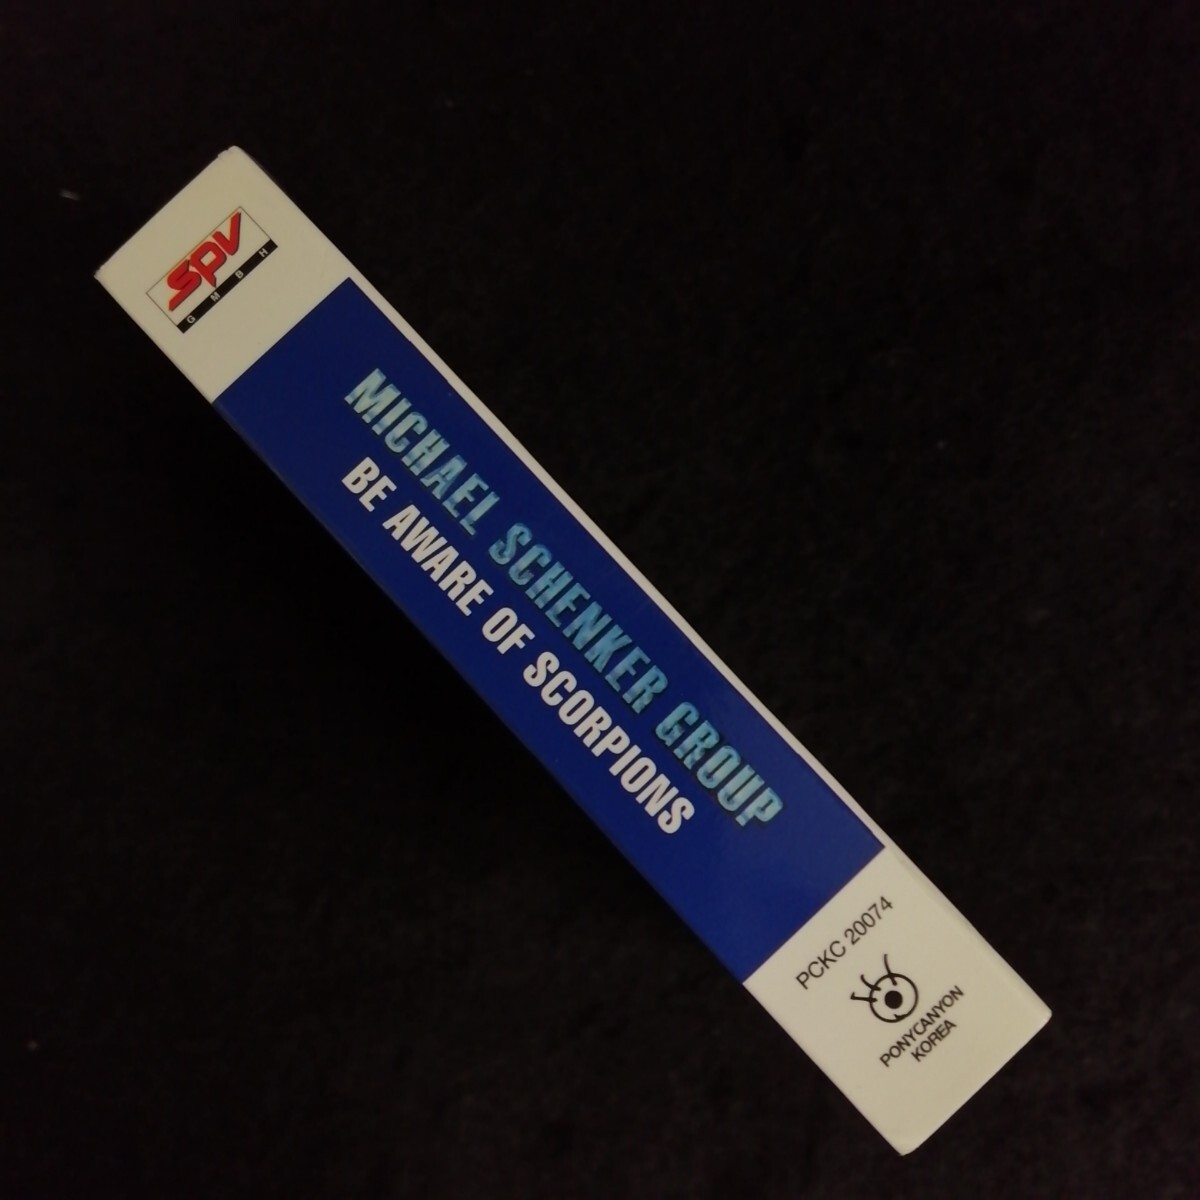 spv
GMBH
MICHAEL SCHENKER GROUP
BE AWARE OF SCORPIONS
PCKC 20074
PONYCANYON
KOREA